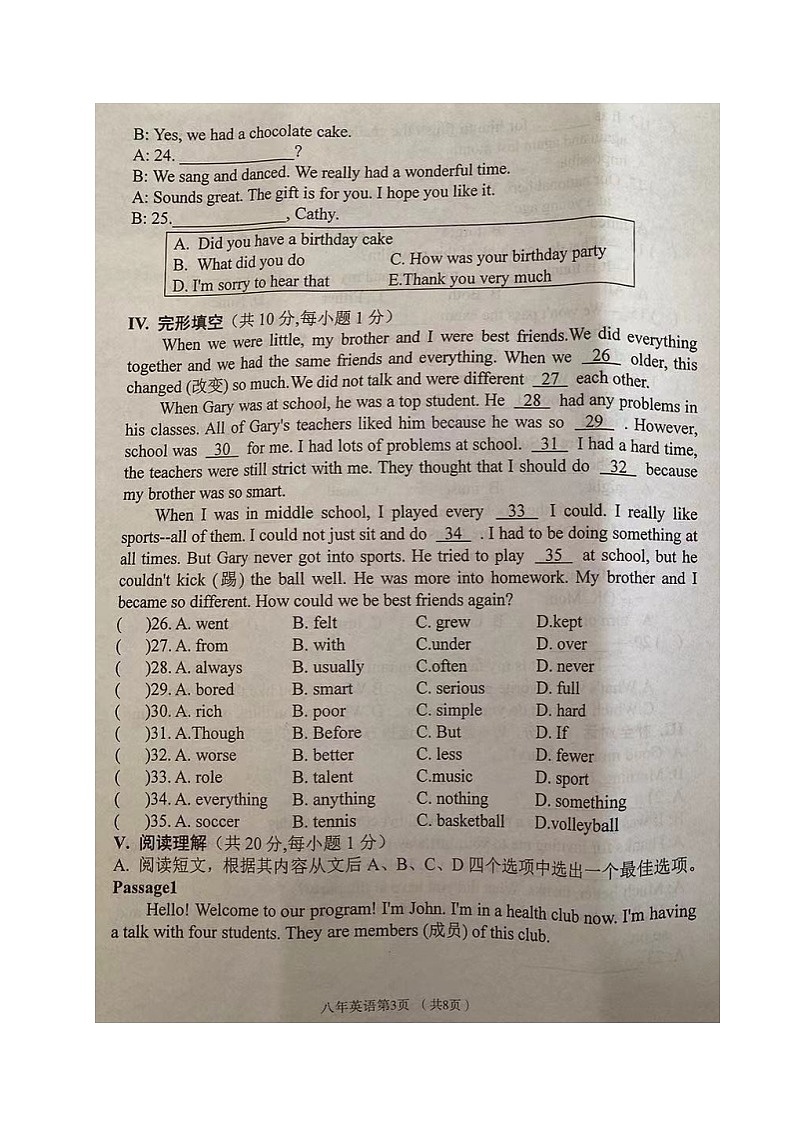 B: Yes, we had a chocolate cake.
A: 24. ____________?
B: We sang and danced. We really had a wonderful time.
A: Sounds great. The gift is for you. I hope you like it.
B: 25.____________, Cathy.
A. Did you have a birthday cake
B. What did you do C. How was your birthday party
D. I'm sorry to hear that E.Thank you very much
IV. 完形填空（共 10 分,每小题 1 分）
When we were little, my brother and I were best friends.We did everything
together and we had the same friends and everything. When we 26 older, this
changed (改变) so much.We did not talk and were different 27 each other.
When Gary was at school, he was a top student. He 28 had any problems in
his classes. All of Gary's teachers liked him because he was so 29 . However,
school was 30 for me. I had lots of problems at school. 31 I had a hard time,
the teachers were still strict with me. They thought that I should do 32 because
my brother was so smart.
When I was in middle school, I played every 33 I could. I really like
sports--all of them. I could not just sit and do 34 . I had to be doing something at
all times. But Gary never got into sports. He tried to play 35 at school, but he
couldn't kick (踢) the ball well. He was more into homework. My brother and I
became so different. How could we be best friends again?
( )26. A. went B. felt C. grew D.kept
( )27. A. from B. with C.under D. over
( )28. A. always B. usually C.often D. never
( )29. A. bored B. smart C. serious D. full
( )30. A. rich B. poor C. simple D. hard
( )31. A.Though B. Before C. But D. If
( )32. A. worse B. better C. less D. fewer
( )33. A. role B. talent C.music D. sport
( )34. A. everything B. anything C. nothing D. something
( )35. A. soccer B. tennis C. basketball D.volleyball
V. 阅读理解（共 20 分,每小题 1 分）
A. 阅读短文，根据其内容从文后 A、B、C、D 四个选项中选出一个最佳选项。
Passage1
Hello! Welcome to our program! I'm John. I'm in a health club now. I'm having
a talk with four students. They are members (成员) of this club.
八年英语第3页 （共8页）